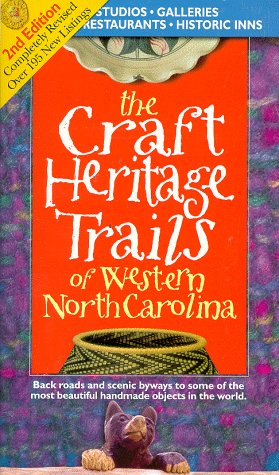 STUDIOS • GALLERIES
RESTAURANTS • HISTORIC INNS
2nd Edition
Completely Revised
Over 195 New Listings
the
Craft
Heritage
Trails
of Western
North Carolina
Back roads and scenic byways to some of the
most beautiful handmade objects in the world.